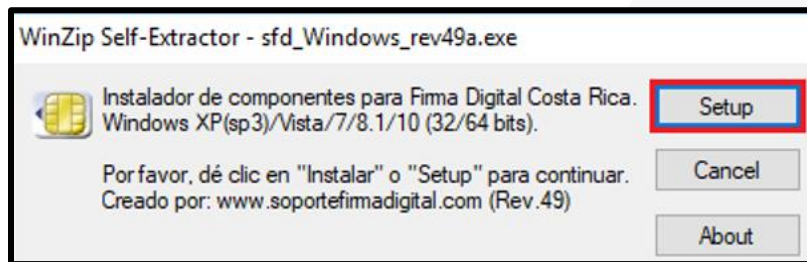 WinZip Self-Extractor - sfd_Windows_rev49a.exe
Instalador de componentes para Firma Digital Costa Rica.
Windows XP(sp3)/Vista/7/8.1/10 (32/64 bits).
Por favor, dé clic en "Instalar" o "Setup" para continuar.
Creado por: www.soportefirmadigital.com (Rev.49)
Setup
Cancel
About